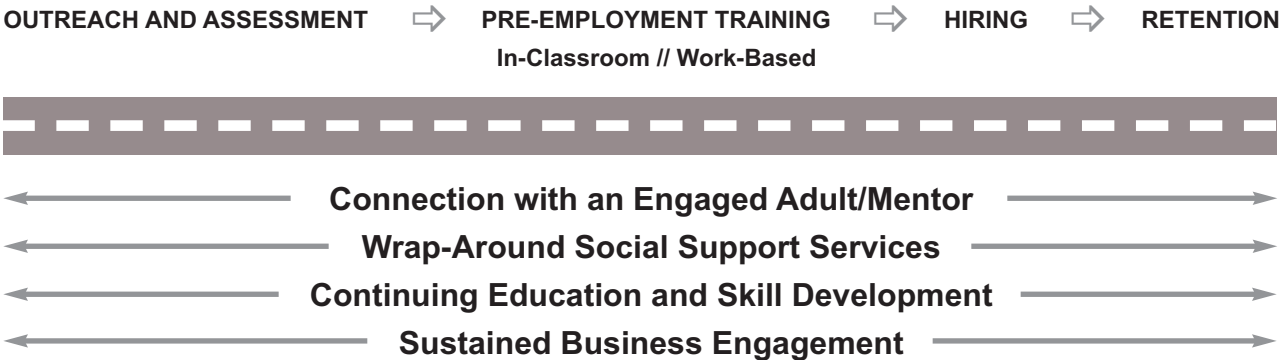 OUTREACH AND ASSESSMENT PRE-EMPLOYMENT TRAINING HIRING RETENTION
In-Classroom // Work-Based
Connection with an Engaged Adult/Mentor
Wrap-Around Social Support Services
Continuing Education and Skill Development
Sustained Business Engagement